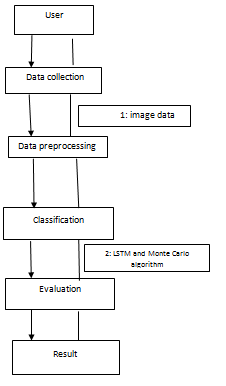 User
Data collection
1: image data
Data preprocessing
Classification
2: LSTM and Monte Carlo
algorithm
Evaluation
Result